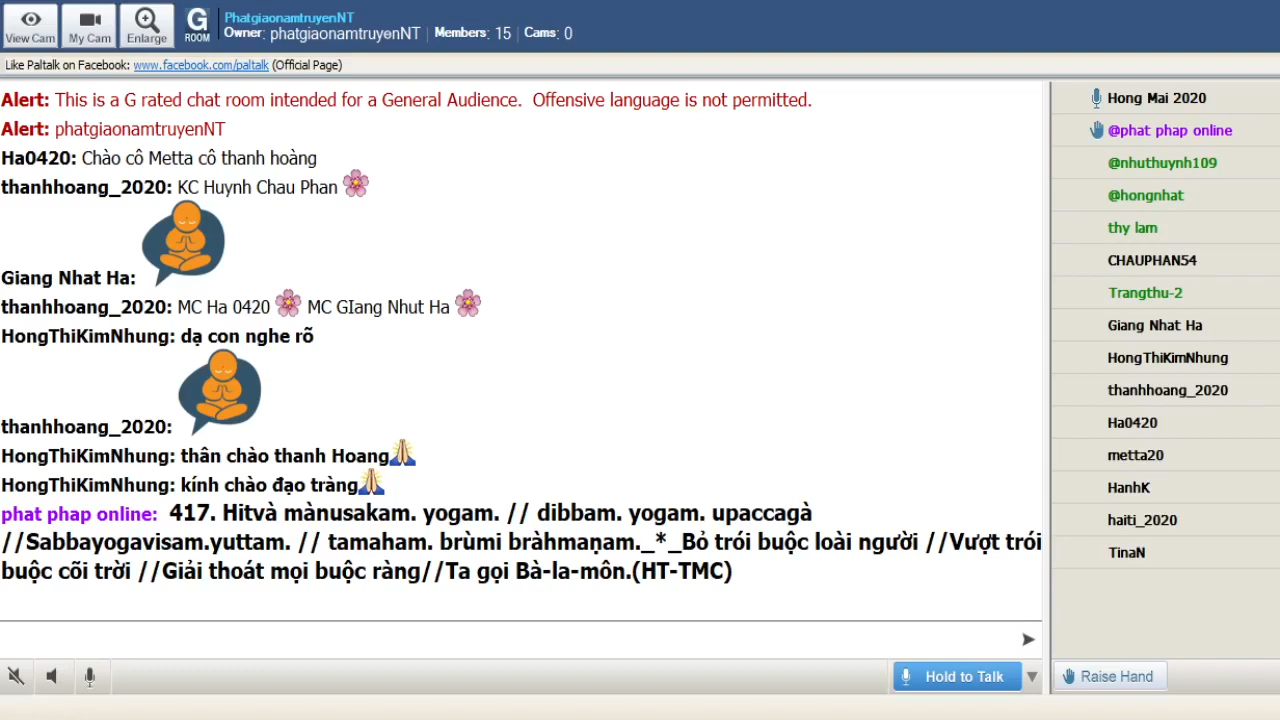 View Cam
My Cam
Enlarge
G
ROOM
PhatgiaonamtruyenNT
Owner: phatgiaonamtruyenNT | Members: 15 | Cams: 0
Like Paltalk on Facebook: www.facebook.com/paltalk (Official Page)
Alert: This is a G rated chat room intended for a General Audience.  Offensive language is not permitted.
Alert: phatgiaonamtruyenNT
Ha0420: Chào cô Metta cô thanh hoàng
thanhhoang_2020: KC Huynh Chau Phan 🌸
Giang Nhat Ha:
thanhhoang_2020: MC Ha 0420 🌸 MC GIang Nhut Ha 🌸
HongThiKimNhung: dạ con nghe rõ
thanhhoang_2020:
HongThiKimNhung: thân chào thanh Hoang🙏
HongThiKimNhung: kính chào đạo tràng🙏
phat phap online: 417. Hitvà mànusakam. yogam. // dibbam. yogam. upaccagà
//Sabbayogavisam.yuttam. // tamaham. brùmi bràhmaṇam._*_Bỏ trói buộc loài người //Vượt trói
buộc cõi trời //Giải thoát mọi buộc ràng//Ta gọi Bà-la-môn.(HT-TMC)
Hold to Talk
Hong Mai 2020
@phat phap online
@nhuthuynh109
@hongnhat
thy lam
CHAUPHAN54
Trangthu-2
Giang Nhat Ha
HongThiKimNhung
thanhhoang_2020
Ha0420
metta20
HanhK
haiti_2020
TinaN
Raise Hand